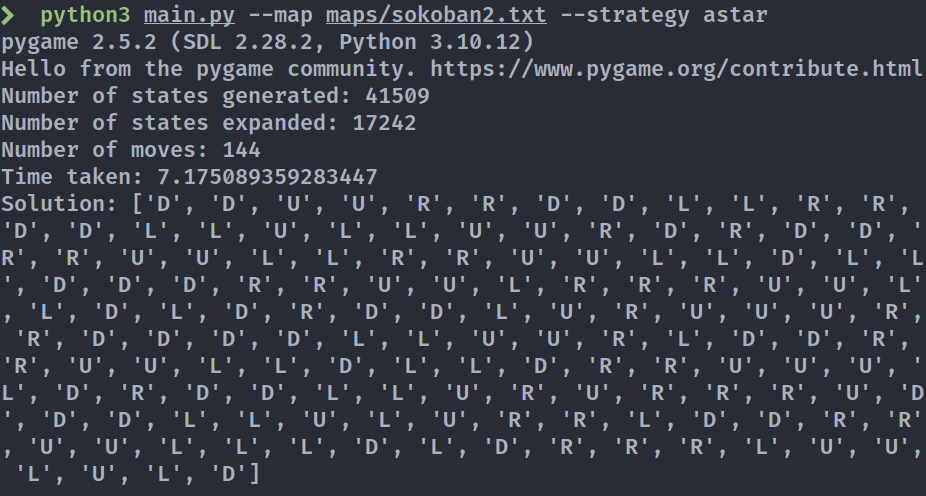 ❯ python3 main.py --map maps/sokoban2.txt --strategy astar
pygame 2.5.2 (SDL 2.28.2, Python 3.10.12)
Hello from the pygame community. https://www.pygame.org/contribute.html
Number of states generated: 41509
Number of states expanded: 17242
Number of moves: 144
Time taken: 7.175089359283447
Solution: ['D', 'D', 'U', 'U', 'R', 'R', 'D', 'D', 'L', 'L', 'R', 'R',
'D', 'D', 'L', 'L', 'U', 'L', 'L', 'U', 'U', 'R', 'D', 'R', 'D', 'D', '
R', 'R', 'U', 'U', 'L', 'L', 'R', 'R', 'U', 'U', 'L', 'L', 'D', 'L', 'L
', 'D', 'D', 'D', 'R', 'R', 'U', 'U', 'L', 'R', 'R', 'R', 'U', 'U', 'L'
, 'L', 'D', 'L', 'D', 'R', 'D', 'D', 'L', 'U', 'R', 'U', 'U', 'U', 'R',
'R', 'D', 'D', 'D', 'D', 'L', 'L', 'U', 'U', 'R', 'L', 'D', 'D', 'R',
'R', 'U', 'U', 'L', 'L', 'D', 'L', 'L', 'D', 'R', 'R', 'U', 'U', 'U', '
L', 'D', 'R', 'D', 'D', 'L', 'L', 'U', 'R', 'U', 'R', 'R', 'R', 'U', 'D
', 'D', 'D', 'L', 'L', 'U', 'L', 'U', 'R', 'R', 'L', 'D', 'D', 'R', 'R'
, 'U', 'U', 'L', 'L', 'L', 'D', 'L', 'D', 'R', 'R', 'R', 'L', 'U', 'U',
'L', 'U', 'L', 'D']